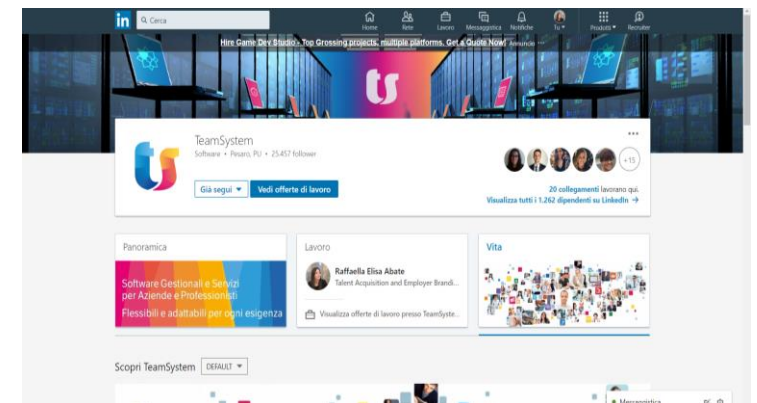 in Cerca
Home Rete Lavoro Messaggistica Notifiche Tu Prodotti Recruiter
Hire Game Dev Studio - Top Grossing projects, multiple platforms. Get a Quote Now! Annuncio ...
ts
ts
TeamSystem
Software • Pesaro, PU • 25.457 follower
+15
Già segui Vedi offerte di lavoro
20 collegamenti lavorano qui.
Visualizza tutti i 1.262 dipendenti su LinkedIn →
Panoramica
Software Gestionali e Servizi
per Aziende e Professionisti
Flessibili e adattabili per ogni esigenza
Lavoro
Raffaella Elisa Abate
Talent Acquisition and Employer Brandi...
Visualizza offerte di lavoro presso TeamSyste...
Vita
Scopri TeamSystem DEFAULT
Messaggistica